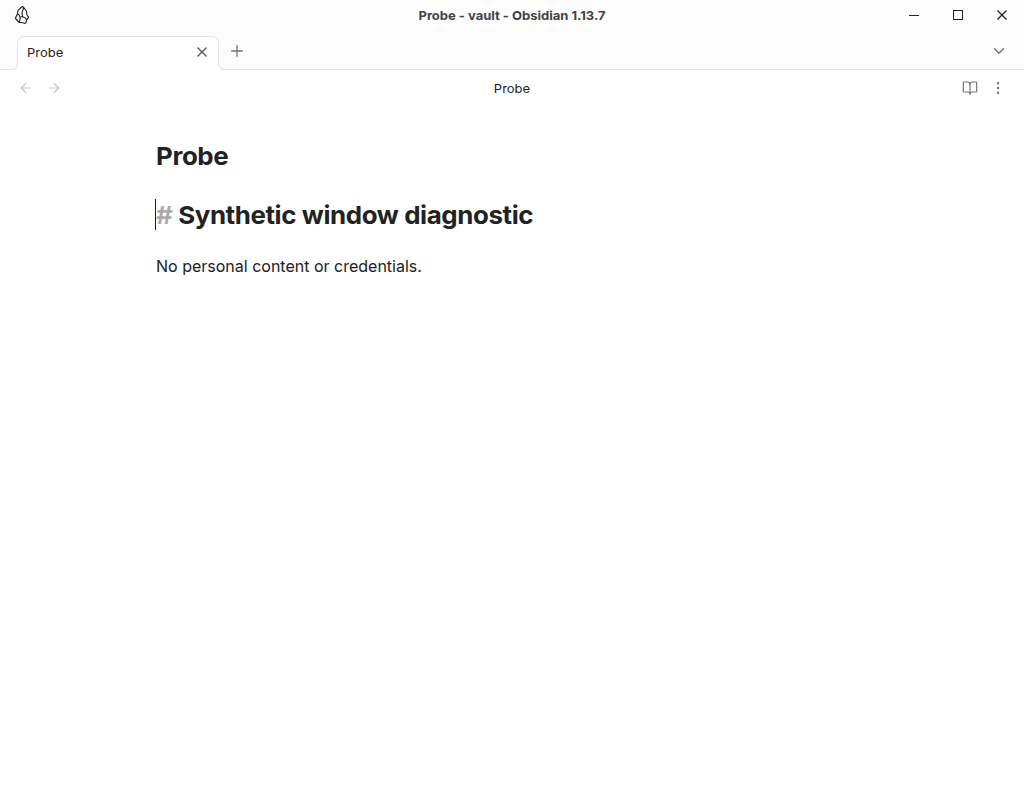 Probe - vault - Obsidian 1.13.7
Probe
Probe
Probe
# Synthetic window diagnostic
No personal content or credentials.